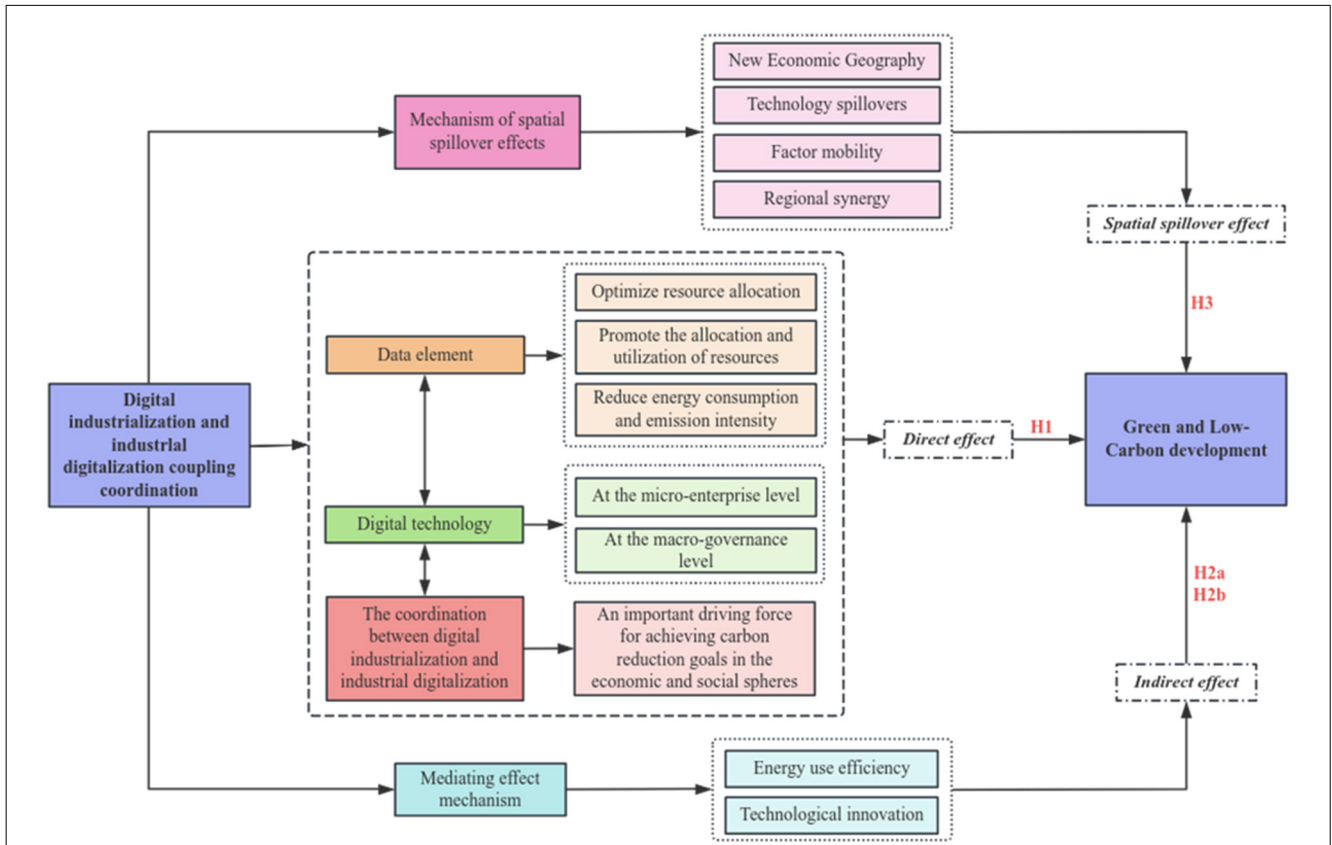 New Economic Geography
Technology spillovers
Factor mobility
Regional synergy
Mechanism of spatial
spillover effects
Spatial spillover effect
H3
Optimize resource allocation
Promote the allocation and
utilization of resources
Reduce energy consumption
and emission intensity
Data element
Digital
industrialization and
industrlal
digitalization coupling
coordination
Direct effect
H1
Green and Low-
Carbon development
Digital technology
At the micro-enterprise level
At the macro-governance
level
The coordination
between digital
industrialization and
industrial digitalization
An important driving force
for achieving carbon
reduction goals in the
economic and social spheres
H2a
H2b
Indirect effect
Mediating effect
mechanism
Energy use efficiency
Technological innovation